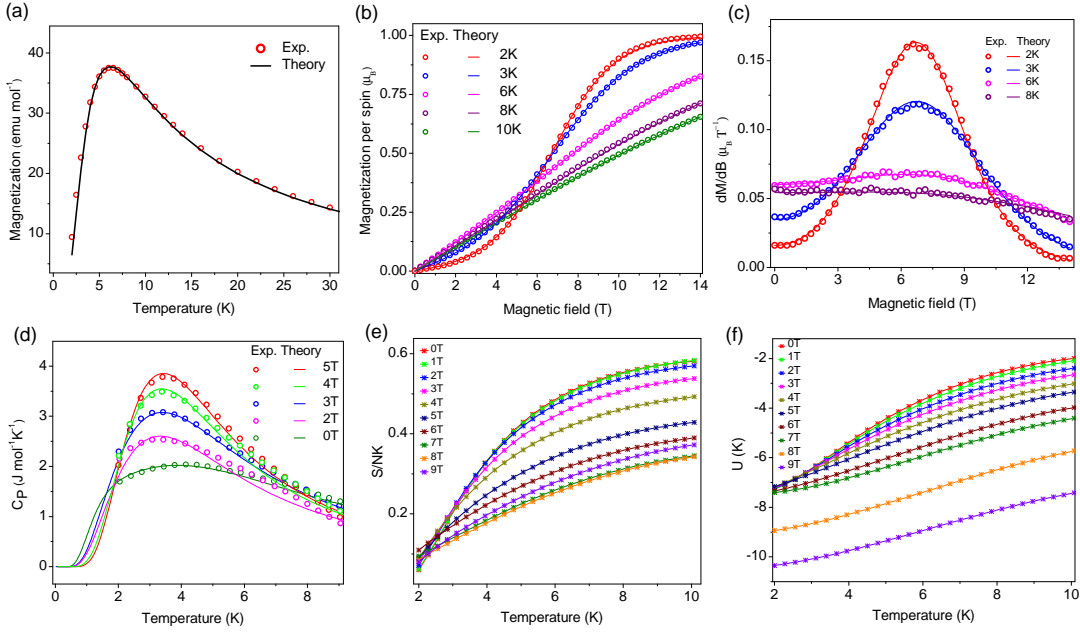 (a)
Magnetization (emu mol⁻¹)
40
30
20
10
Exp.
Theory
0 5 10 15 20 25 30
Temperature (K)
(b)
Magnetization per spin (μB)
1.00
0.75
0.50
0.25
0.00
Exp. Theory
2K
3K
6K
8K
10K
0 2 4 6 8 10 12 14
Magnetic field (T)
(c)
dM/dB (μB T⁻¹)
0.15
0.10
0.05
0.00
Exp. Theory
2K
3K
6K
8K
0 3 6 9 12
Magnetic field (T)
(d)
CP (J mol⁻¹K⁻¹)
4
3
2
1
0
Exp. Theory
5T
4T
3T
2T
0T
0 2 4 6 8
Temperature (K)
(e)
S/NK
0.6
0.4
0.2
0T
1T
2T
3T
4T
5T
6T
7T
8T
9T
2 4 6 8 10
Temperature (K)
(f)
U (K)
-2
-4
-6
-8
-10
0T
1T
2T
3T
4T
5T
6T
7T
8T
9T
2 4 6 8 10
Temperature (K)